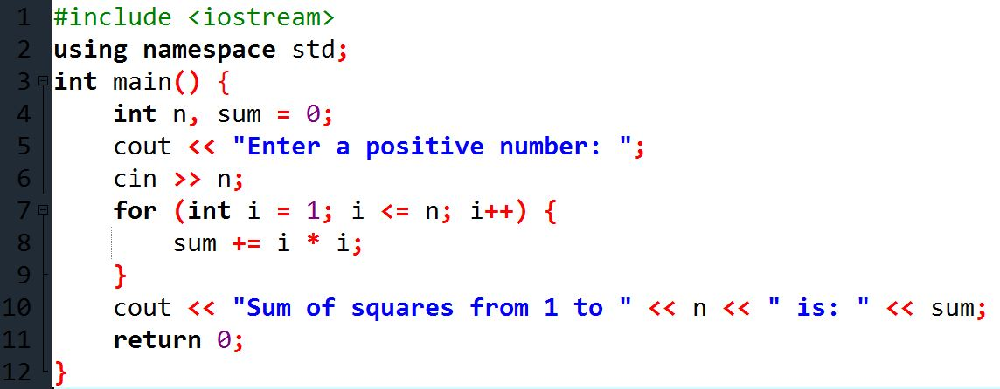 1 #include <iostream>
2 using namespace std;
3 int main() {
4 int n, sum = 0;
5 cout << "Enter a positive number: ";
6 cin >> n;
7 for (int i = 1; i <= n; i++) {
8 sum += i * i;
9 }
10 cout << "Sum of squares from 1 to " << n << " is: " << sum;
11 return 0;
12 }